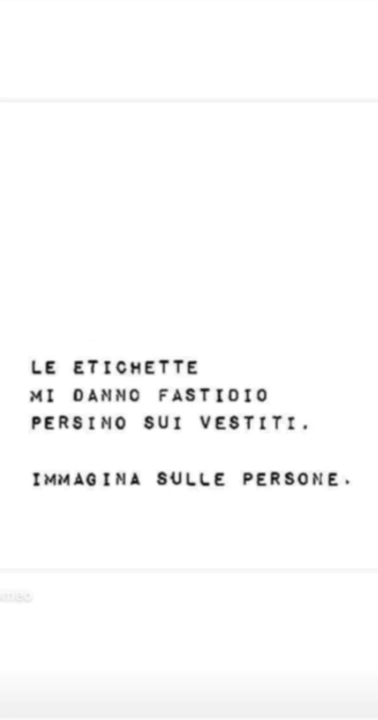 LE ETICHETTE
MI DANNO FASTIDIO
PERSINO SUI VESTITI.
IMMAGINA SULLE PERSONE.